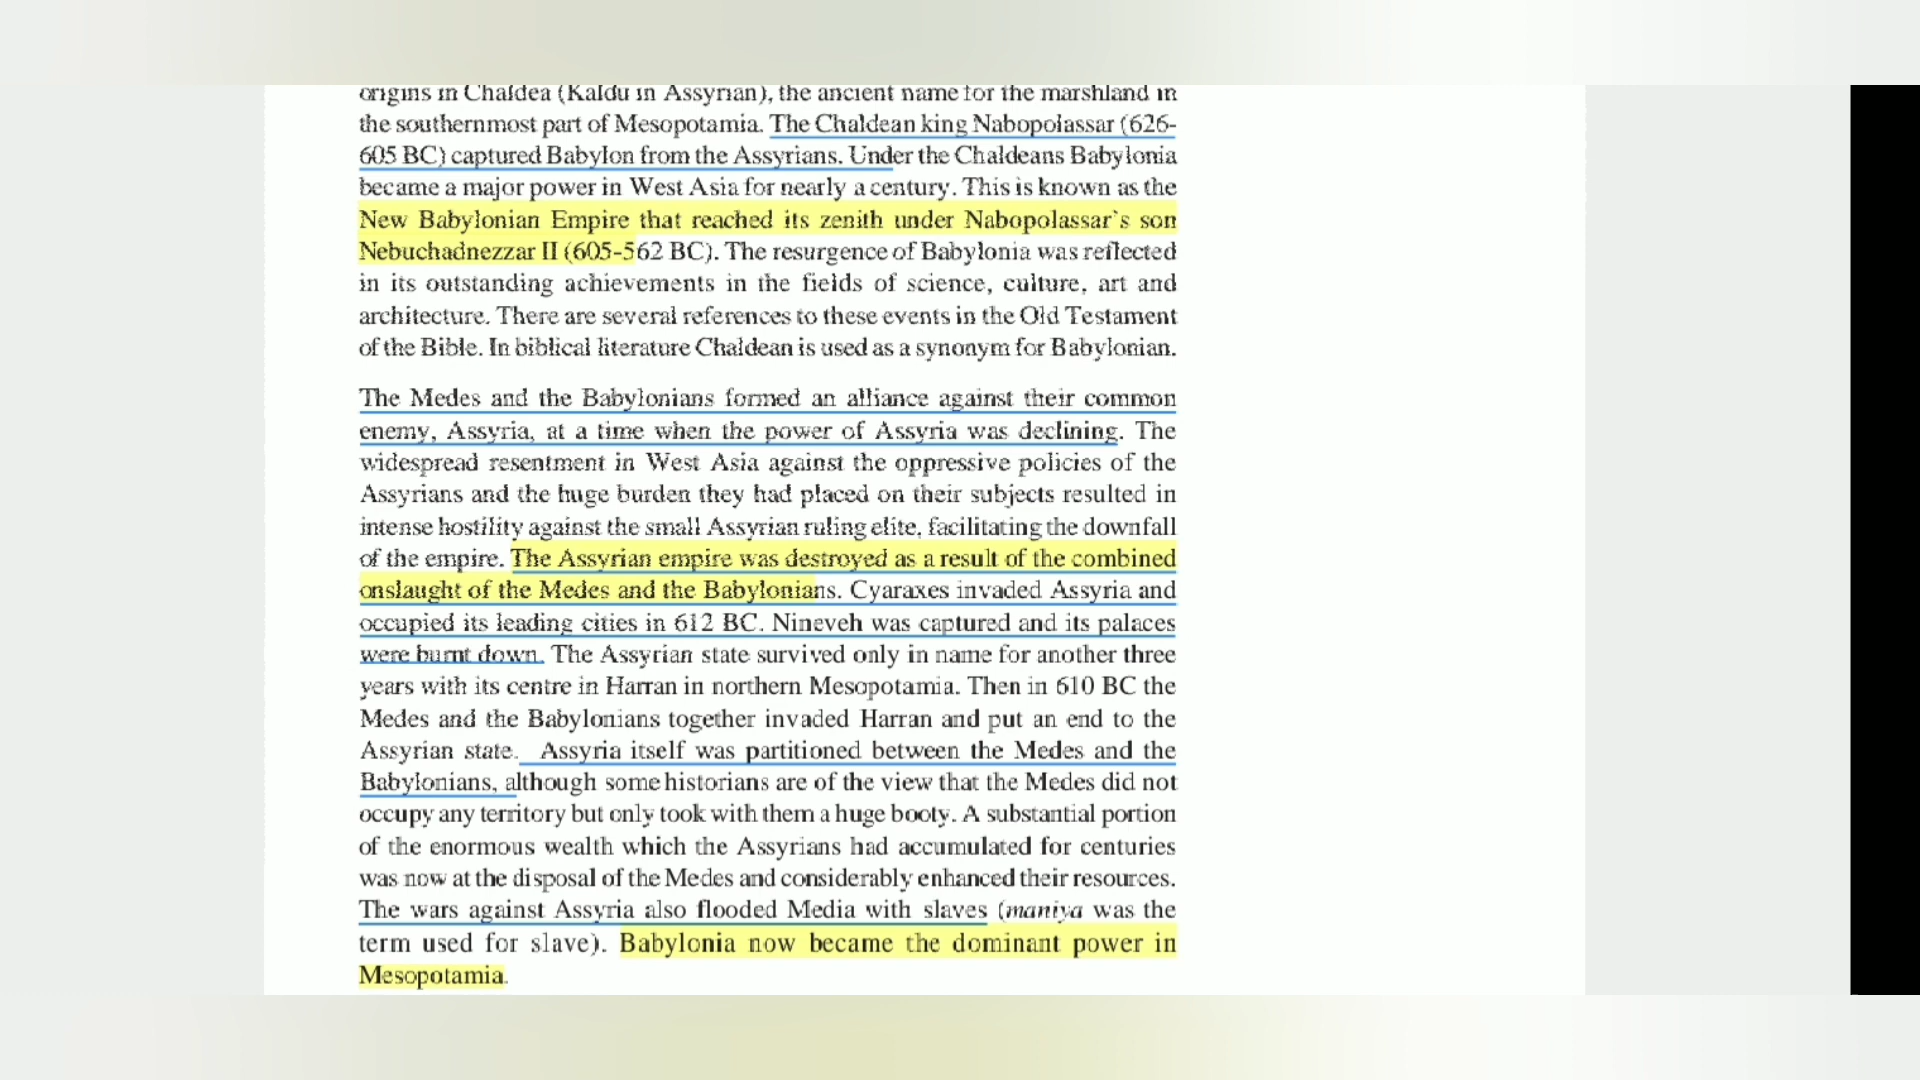 origins in Chaldea (Kaldu in Assyrian), the ancient name for the marshland in
the southernmost part of Mesopotamia. The Chaldean king Nabopolassar (626-
605 BC) captured Babylon from the Assyrians. Under the Chaldeans Babylonia
became a major power in West Asia for nearly a century. This is known as the
New Babylonian Empire that reached its zenith under Nabopolassar's son
Nebuchadnezzar II (605-562 BC). The resurgence of Babylonia was reflected
in its outstanding achievements in the fields of science, culture, art and
architecture. There are several references to these events in the Old Testament
of the Bible. In biblical literature Chaldean is used as a synonym for Babylonian.
The Medes and the Babylonians formed an alliance against their common
enemy, Assyria, at a time when the power of Assyria was declining. The
widespread resentment in West Asia against the oppressive policies of the
Assyrians and the huge burden they had placed on their subjects resulted in
intense hostility against the small Assyrian ruling elite, facilitating the downfall
of the empire. The Assyrian empire was destroyed as a result of the combined
onslaught of the Medes and the Babylonians. Cyaraxes invaded Assyria and
occupied its leading cities in 612 BC. Nineveh was captured and its palaces
were burnt down. The Assyrian state survived only in name for another three
years with its centre in Harran in northern Mesopotamia. Then in 610 BC the
Medes and the Babylonians together invaded Harran and put an end to the
Assyrian state. Assyria itself was partitioned between the Medes and the
Babylonians, although some historians are of the view that the Medes did not
occupy any territory but only took with them a huge booty. A substantial portion
of the enormous wealth which the Assyrians had accumulated for centuries
was now at the disposal of the Medes and considerably enhanced their resources.
The wars against Assyria also flooded Media with slaves (maniya was the
term used for slave). Babylonia now became the dominant power in
Mesopotamia.